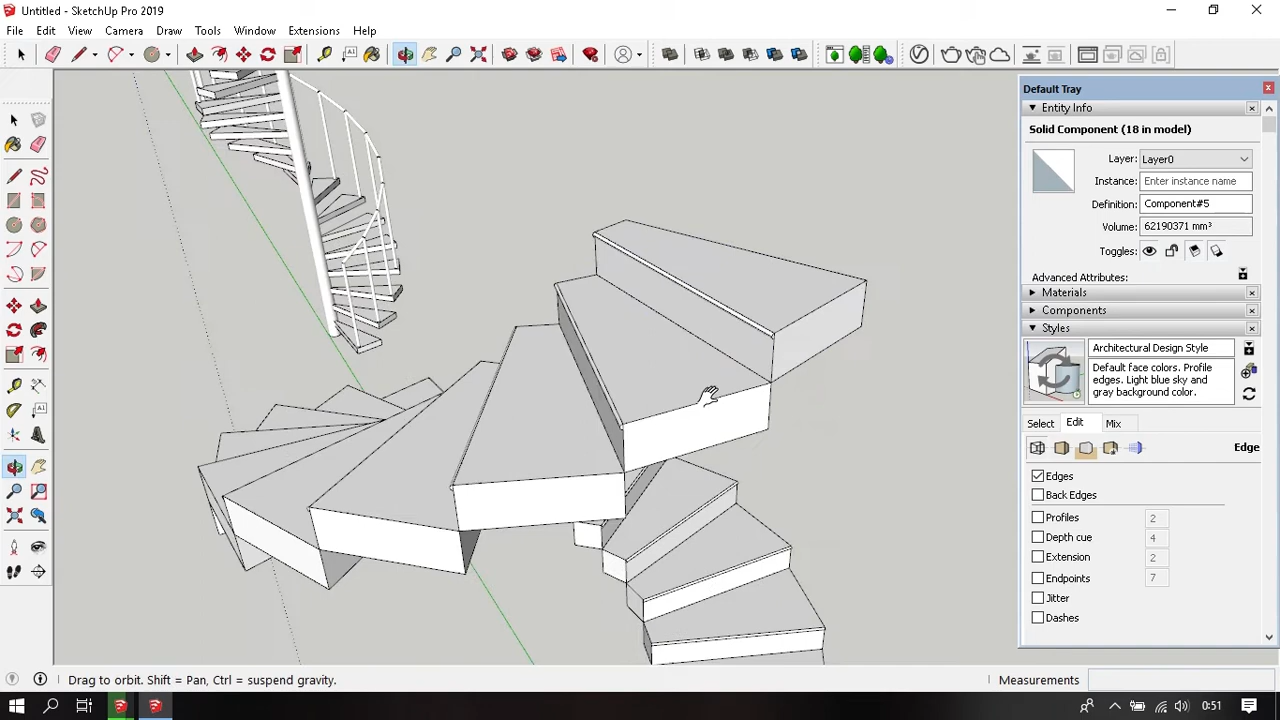 Untitled - SketchUp Pro 2019
File Edit View Camera Draw Tools Window Extensions Help
Default Tray
Entity Info
Solid Component (18 in model)
Layer: Layer0
Instance: Enter instance name
Definition: Component#5
Volume: 62190371 mm³
Toggles:
Advanced Attributes:
Materials
Components
Styles
Architectural Design Style
Default face colors. Profile
edges. Light blue sky and
gray background color.
Select Edit Mix
Edge
Edges
Back Edges
Profiles 2
Depth cue 4
Extension 2
Endpoints 7
Jitter
Dashes
Drag to orbit. Shift = Pan, Ctrl = suspend gravity.
Measurements
0:51